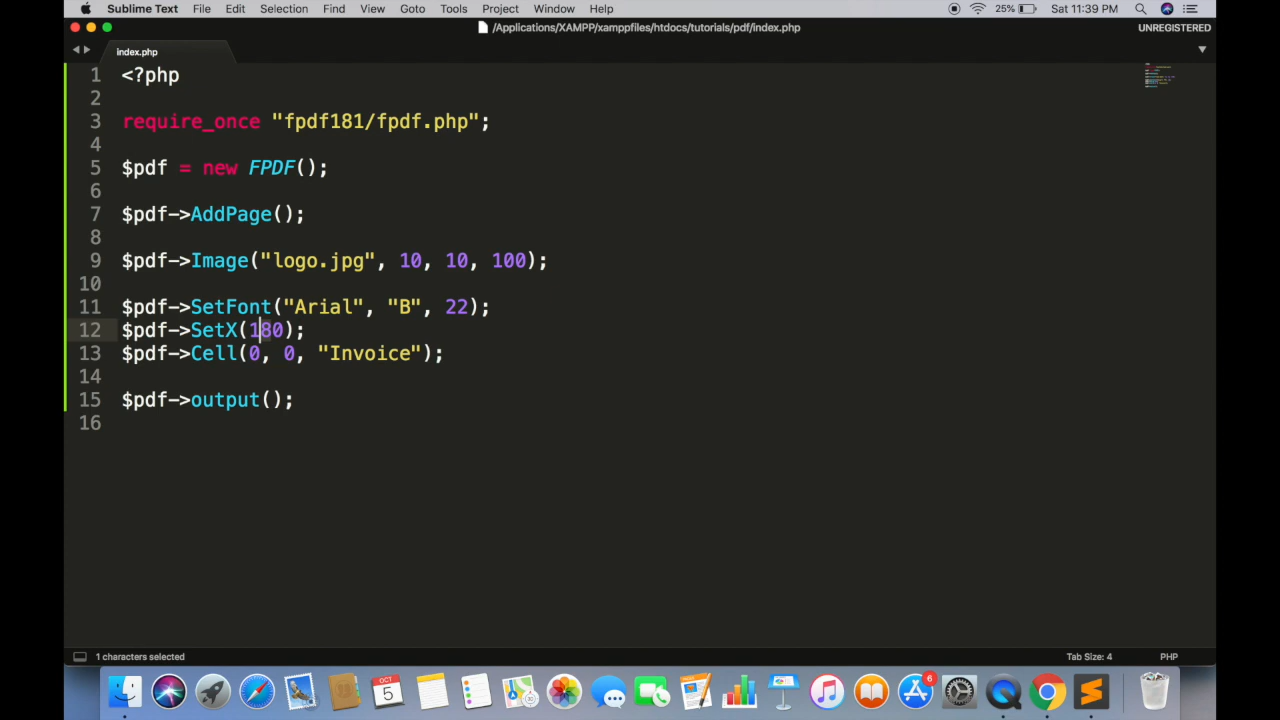 Sublime Text File Edit Selection Find View Goto Tools Project Window Help 25% Sat 11:39 PM
/Applications/XAMPP/xamppfiles/htdocs/tutorials/pdf/index.php UNREGISTERED
index.php
1 <?php
2
3 require_once "fpdf181/fpdf.php";
4
5 $pdf = new FPDF();
6
7 $pdf->AddPage();
8
9 $pdf->Image("logo.jpg", 10, 10, 100);
10
11 $pdf->SetFont("Arial", "B", 22);
12 $pdf->SetX(180);
13 $pdf->Cell(0, 0, "Invoice");
14
15 $pdf->output();
16
1 characters selected Tab Size: 4 PHP
OCT
5
6